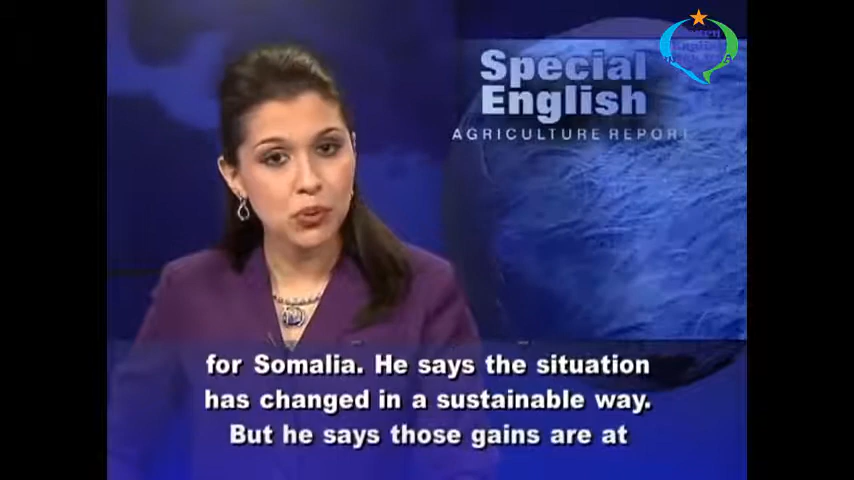 Special
English
AGRICULTURE REPORT
for Somalia. He says the situation
has changed in a sustainable way.
But he says those gains are at